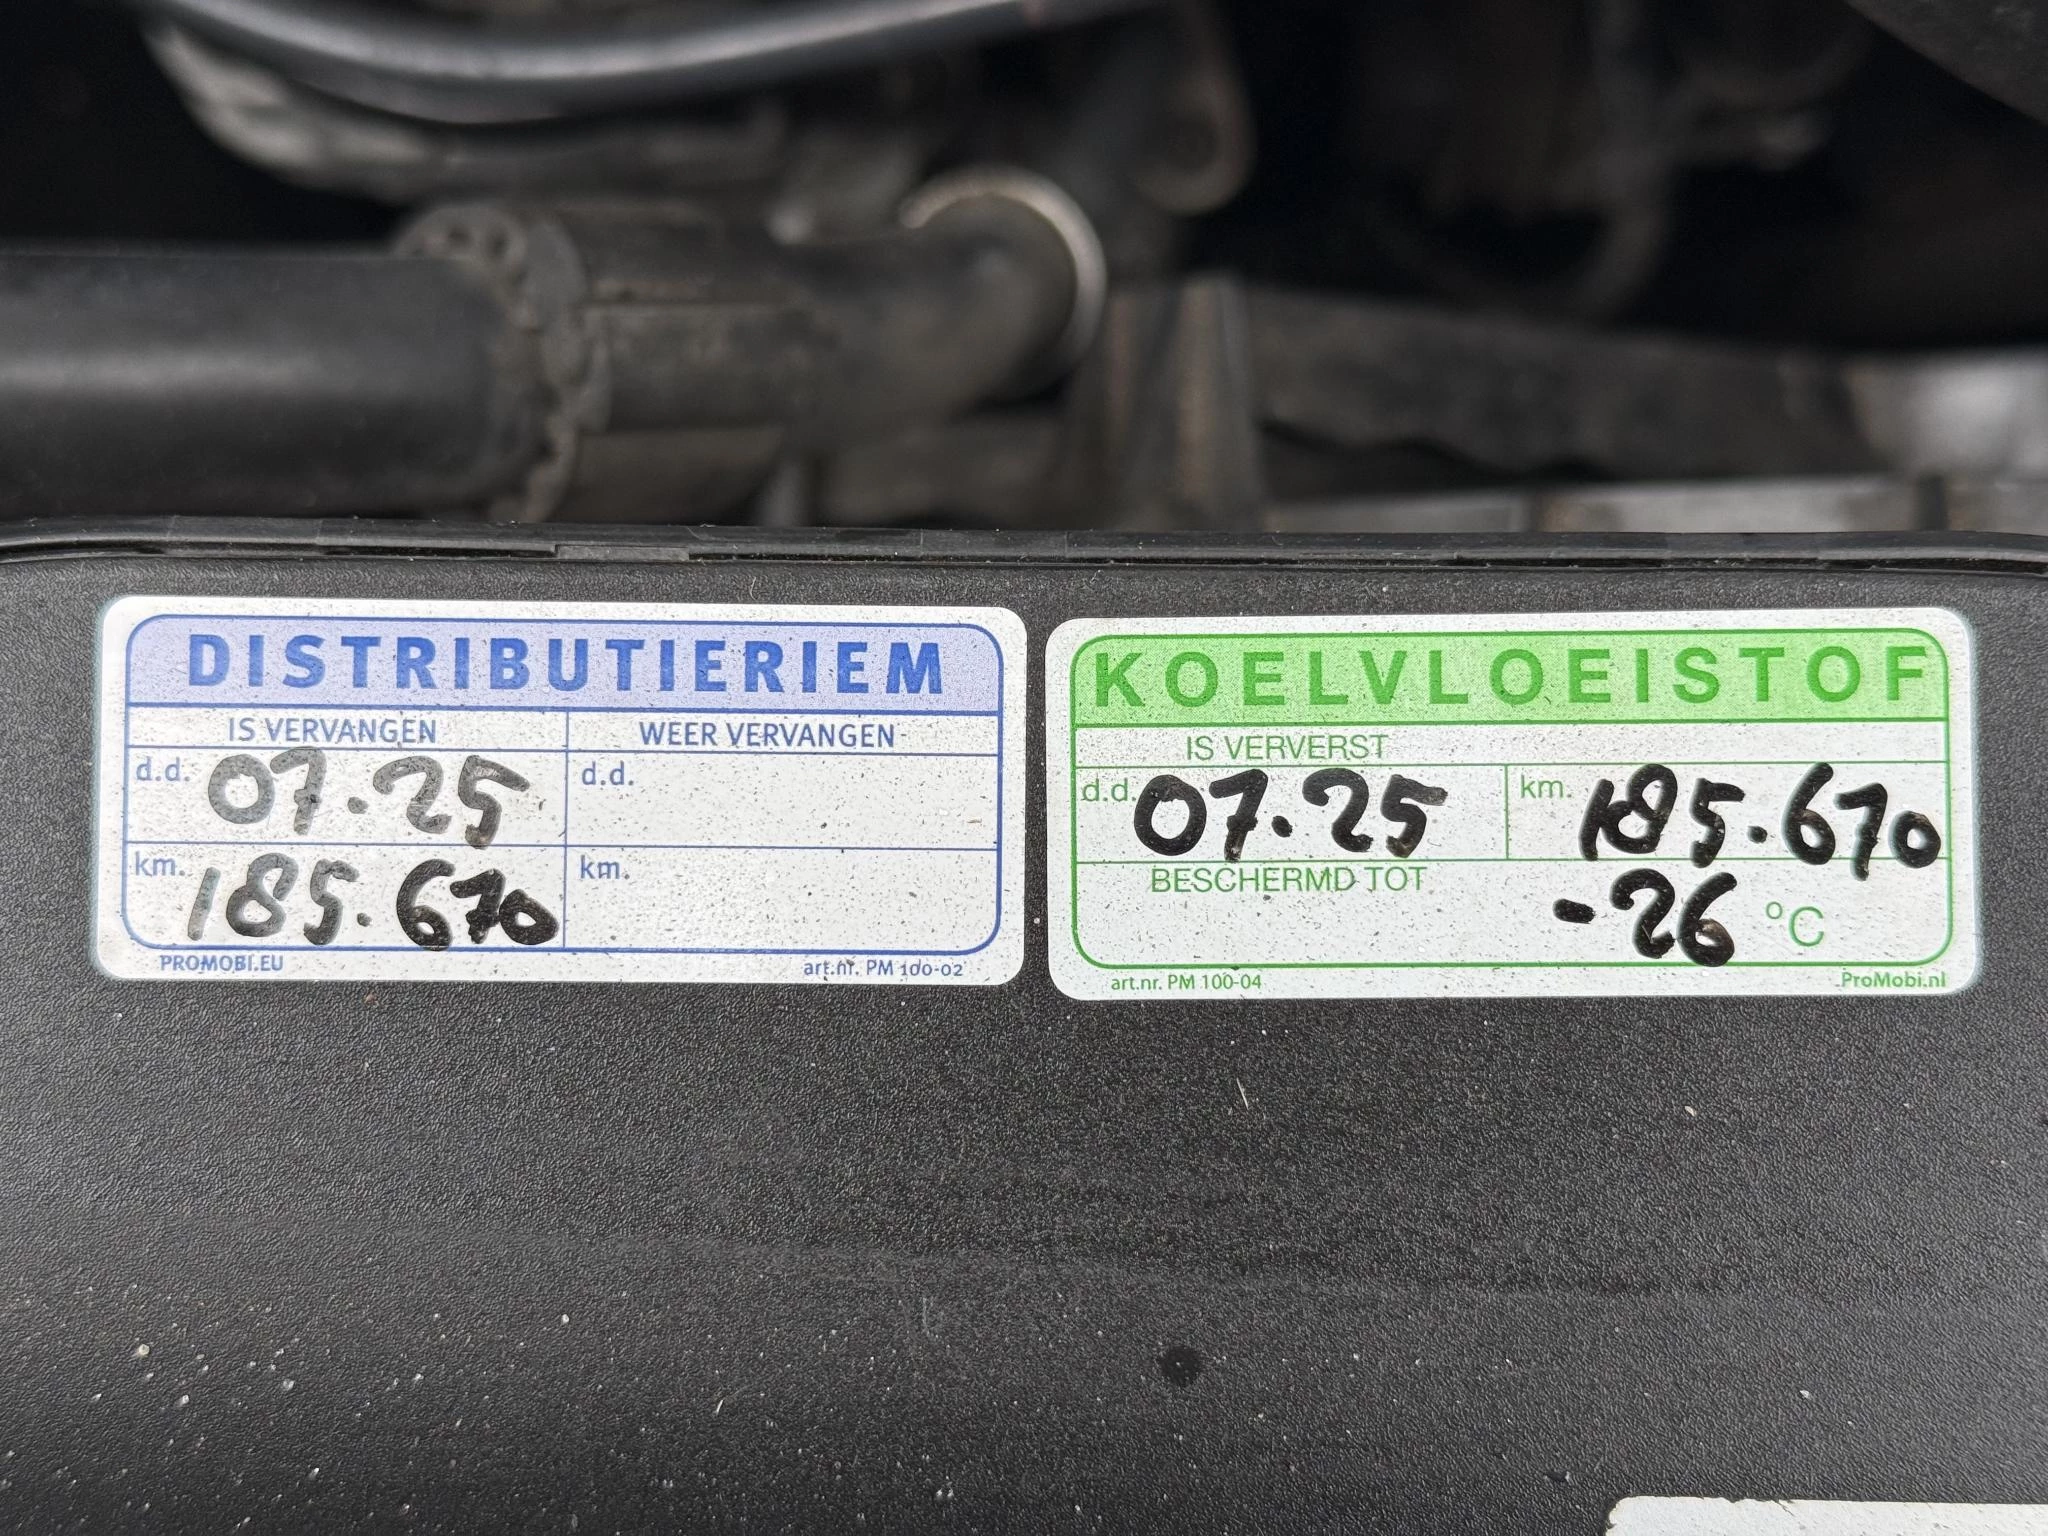 DISTRIBUTIERIEM
IS VERVANGEN WEER VERVANGEN
d.d. 07.25 d.d.
km. 185.670 km.
PROMOBI.EU art.nr. PM 100-02
KOELVLOEISTOF
IS VERVERST
d.d. 07.25 km. 185.670
BESCHERMD TOT -26 °C
art.nr. PM 100-04 ProMobi.nl